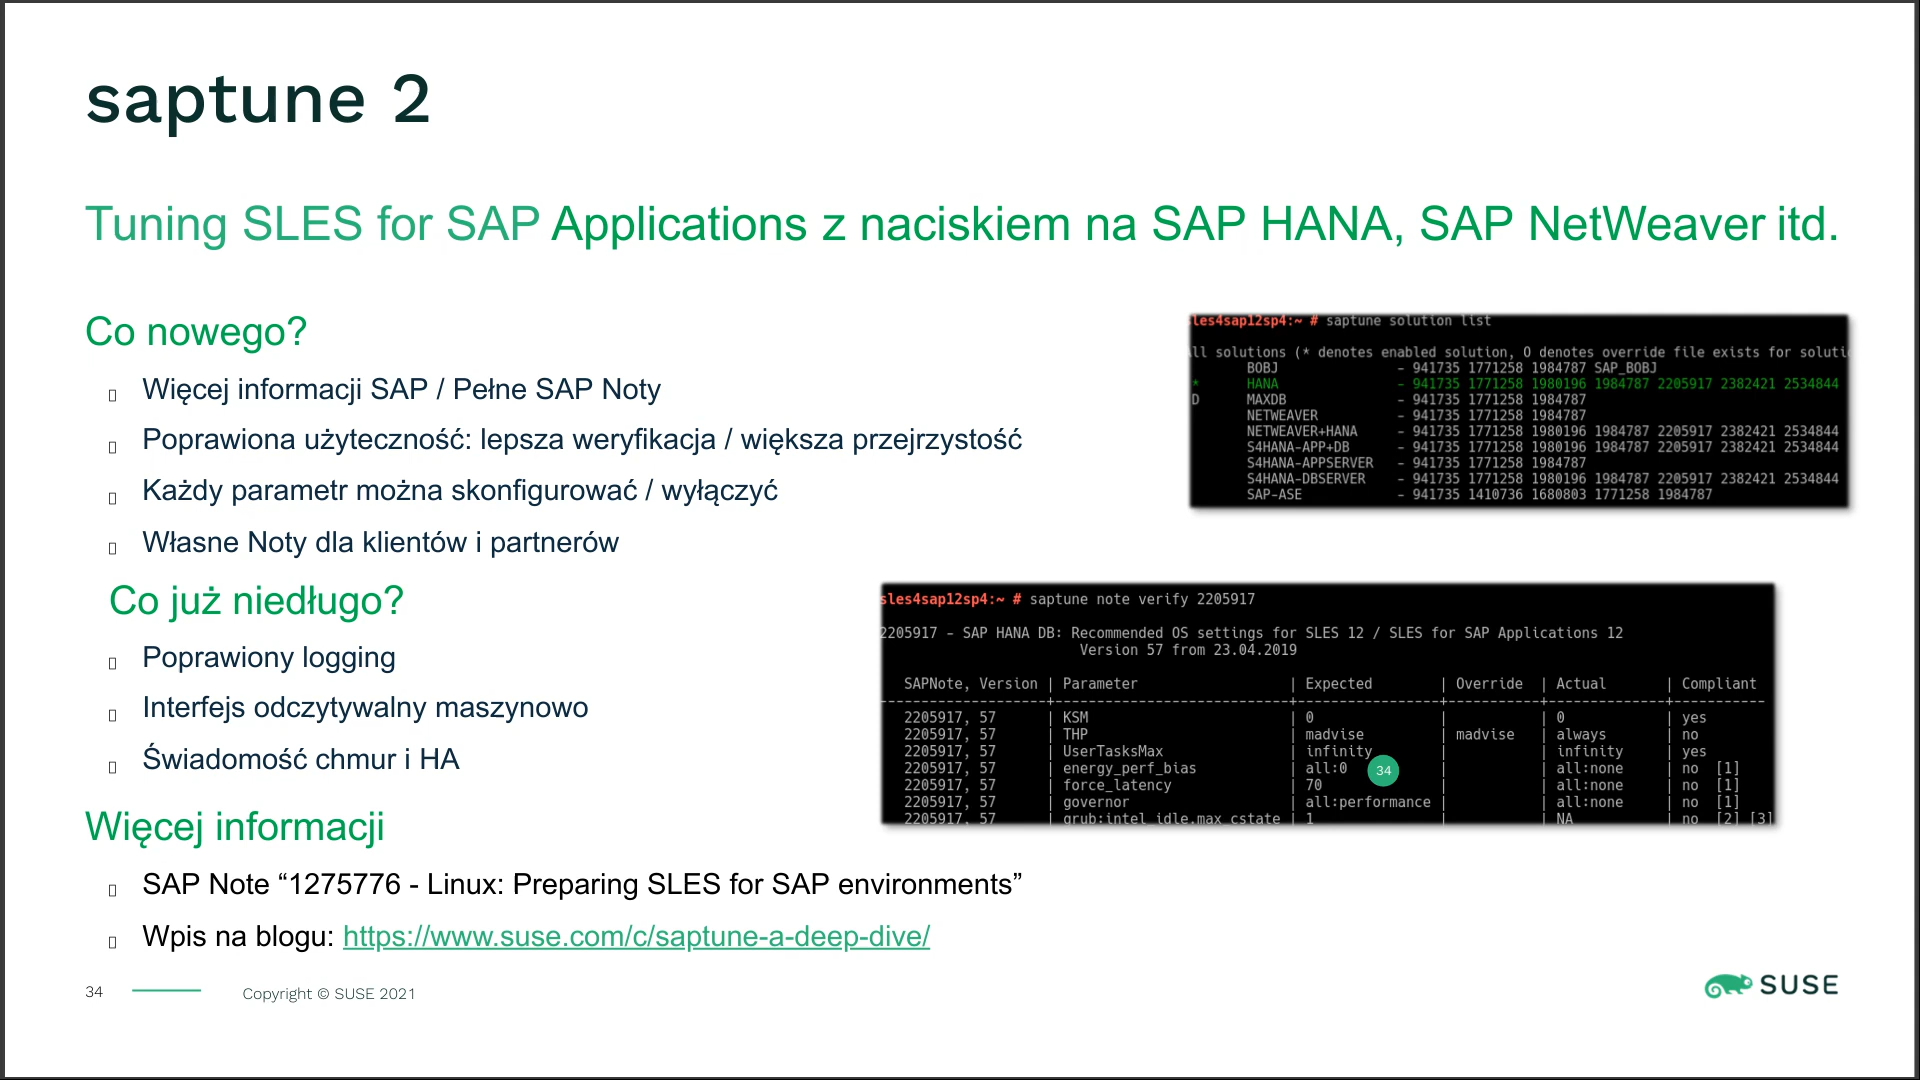 saptune 2
Tuning SLES for SAP Applications z naciskiem na SAP HANA, SAP NetWeaver itd.
Co nowego?
Więcej informacji SAP / Pełne SAP Noty
Poprawiona użyteczność: lepsza weryfikacja / większa przejrzystość
Każdy parametr można skonfigurować / wyłączyć
Własne Noty dla klientów i partnerów
Co już niedługo?
Poprawiony logging
Interfejs odczytywalny maszynowo
Świadomość chmur i HA
Więcej informacji
SAP Note “1275776 - Linux: Preparing SLES for SAP environments”
Wpis na blogu: https://www.suse.com/c/saptune-a-deep-dive/
les4sap12sp4:~ # saptune solution list
ll solutions (* denotes enabled solution, O denotes override file exists for soluti
BOBJ - 941735 1771258 1984787 SAP_BOBJ
* HANA - 941735 1771258 1980196 1984787 2205917 2382421 2534844
D MAXDB - 941735 1771258 1984787
NETWEAVER - 941735 1771258 1984787
NETWEAVER+HANA - 941735 1771258 1980196 1984787 2205917 2382421 2534844
S4HANA-APP+DB - 941735 1771258 1980196 1984787 2205917 2382421 2534844
S4HANA-APPSERVER - 941735 1771258 1984787
S4HANA-DBSERVER - 941735 1771258 1980196 1984787 2205917 2382421 2534844
SAP-ASE - 941735 1410736 1680803 1771258 1984787
sles4sap12sp4:~ # saptune note verify 2205917
2205917 - SAP HANA DB: Recommended OS settings for SLES 12 / SLES for SAP Applications 12
Version 57 from 23.04.2019
SAPNote, Version | Parameter | Expected | Override | Actual | Compliant
2205917, 57 | KSM | 0 | | 0 | yes
2205917, 57 | THP | madvise | madvise | always | no
2205917, 57 | UserTasksMax | infinity | | infinity | yes
2205917, 57 | energy_perf_bias | all:0 | | all:none | no [1]
2205917, 57 | force_latency | 70 | | all:none | no [1]
2205917, 57 | governor | all:performance | | all:none | no [1]
2205917, 57 | grub:intel_idle.max_cstate | 1 | | NA | no [2] [3]
34
34
Copyright © SUSE 2021
SUSE